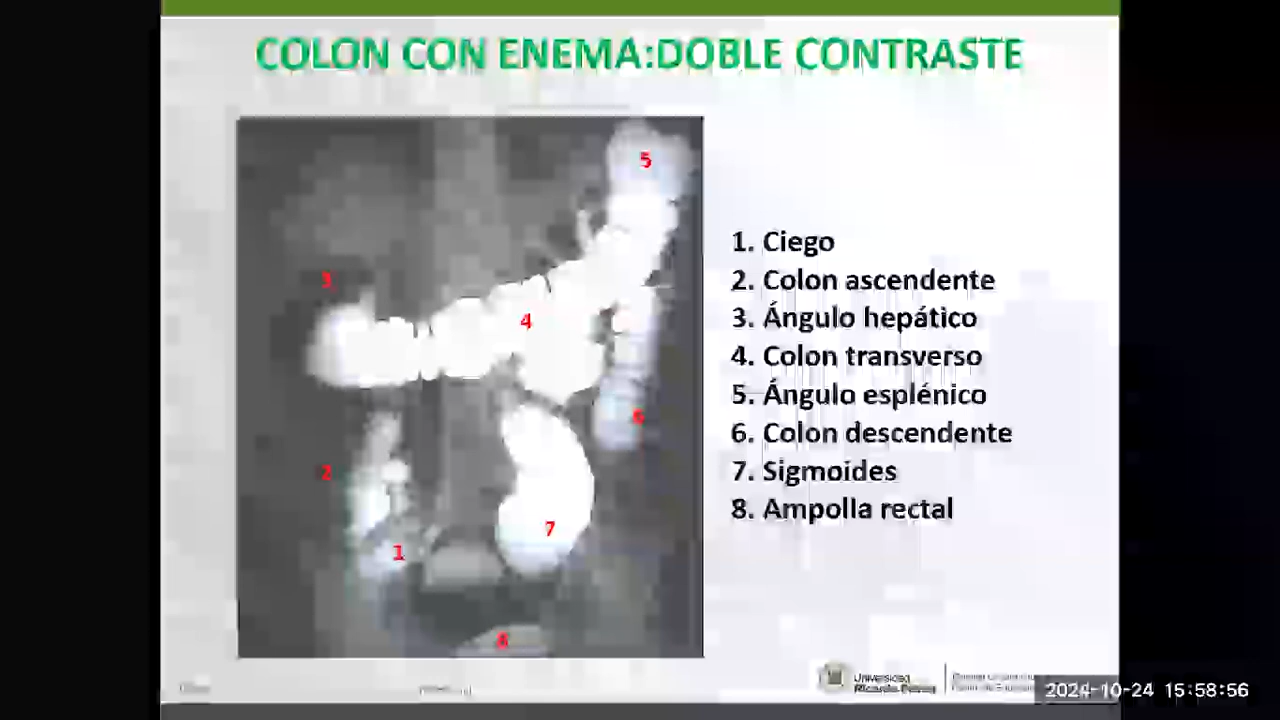 COLON CON ENEMA:DOBLE CONTRASTE
5
3
4
6
2
7
1
8
1. Ciego
2. Colon ascendente
3. Ángulo hepático
4. Colon transverso
5. Ángulo esplénico
6. Colon descendente
7. Sigmoides
8. Ampolla rectal
Universidad
Ricardo Palma
2024-10-24 15:58:56